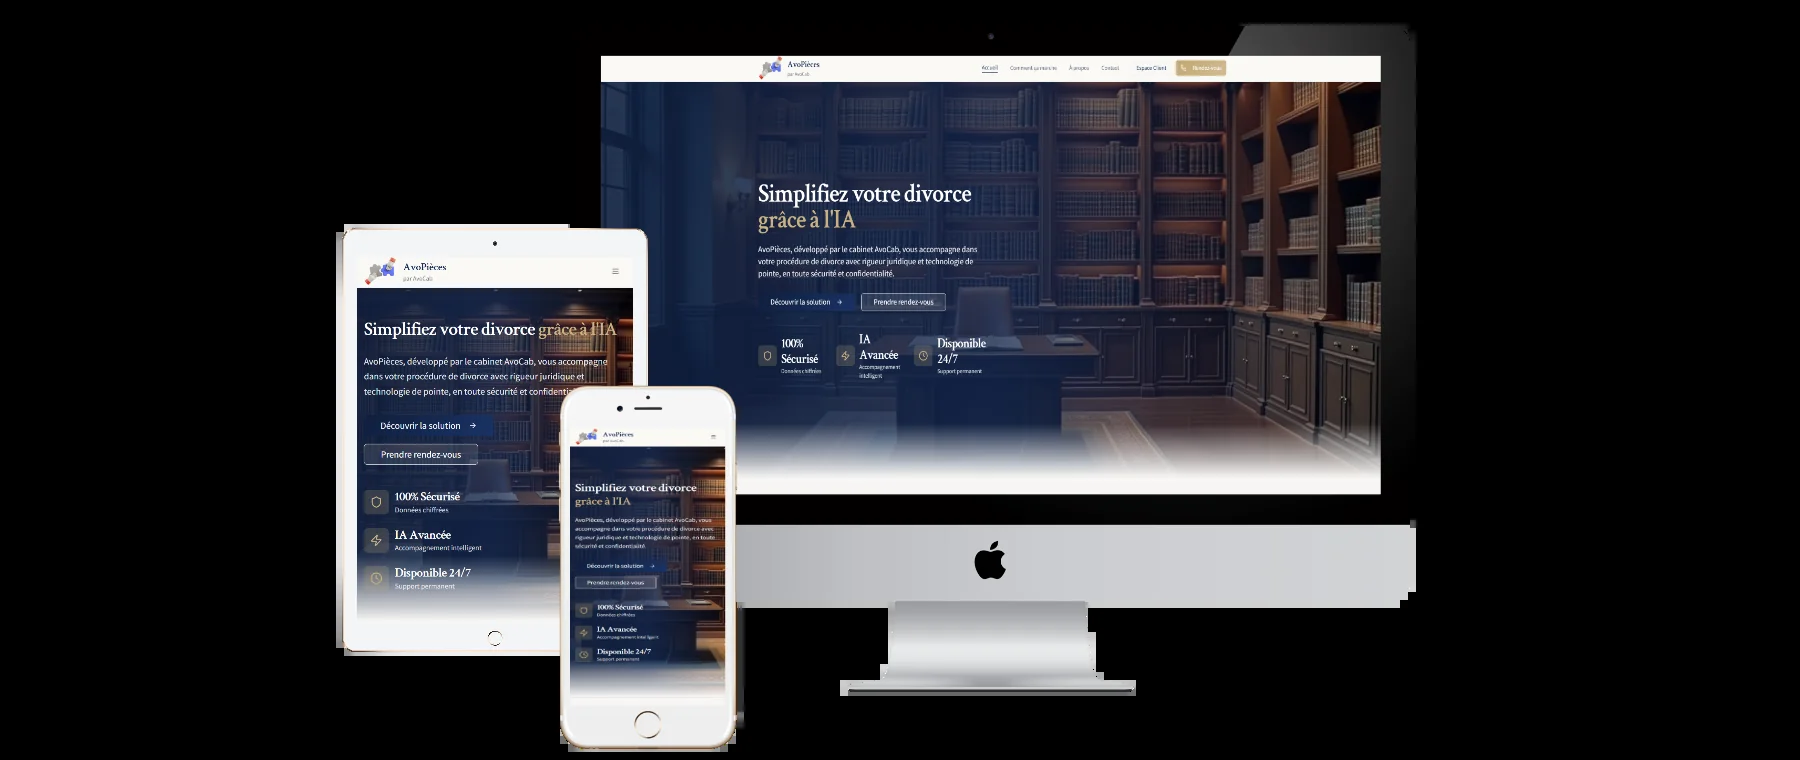 AvoPièces
par AvoCab
Accueil
Comment ça marche
À propos
Contact
Espace Client
Rendez-vous
Simplifiez votre divorce
grâce à l'IA
AvoPièces, développé par le cabinet AvoCab, vous accompagne dans
votre procédure de divorce avec rigueur juridique et technologie de
pointe, en toute sécurité et confidentialité.
Découvrir la solution →
Prendre rendez-vous
100%
Sécurisé
Données chiffrées
IA
Avancée
Accompagnement
intelligent
Disponible
24/7
Support permanent
AvoPièces
par AvoCab
Simplifiez votre divorce grâce à l'IA
AvoPièces, développé par le cabinet AvoCab, vous accompagne
dans votre procédure de divorce avec rigueur juridique et
technologie de pointe, en toute sécurité et
Découvrir la solution →
Prendre rendez-vous
100% Sécurisé
Données chiffrées
IA Avancée
Accompagnement intelligent
Disponible 24/7
Support permanent
AvoPièces
par AvoCab
Simplifiez votre divorce
grâce à l'IA
AvoPièces, développé par le cabinet AvoCab, vous
accompagne dans votre procédure de divorce avec
rigueur juridique et technologie de pointe, en toute
sécurité et confidentialité.
Découvrir la solution →
Prendre rendez-vous
100% Sécurisé
Données chiffrées
IA Avancée
Accompagnement intelligent
Disponible 24/7
Support permanent